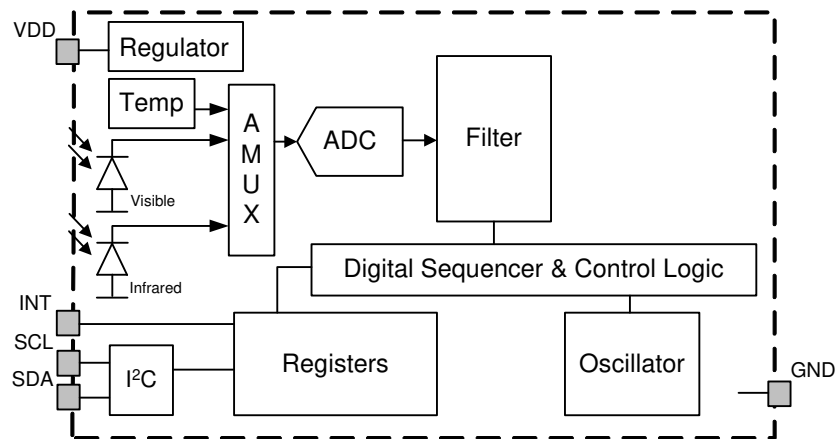 VDD
Regulator
Temp
A
M
U
X
ADC
Filter
Visible
Infrared
Digital Sequencer & Control Logic
INT
SCL
SDA
I²C
Registers
Oscillator
GND